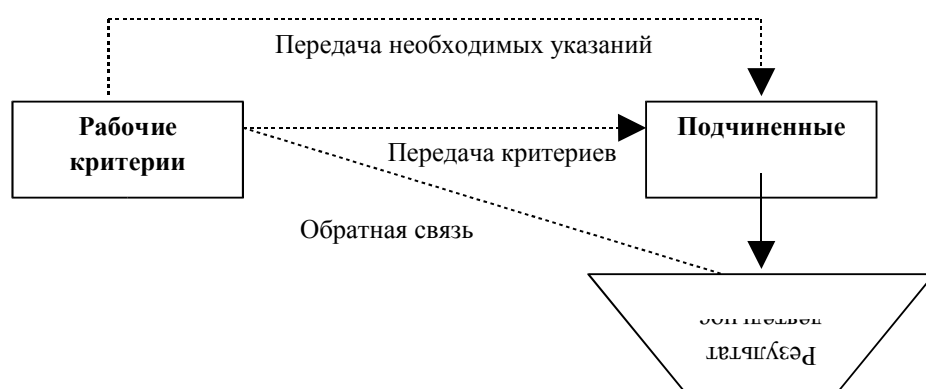 Передача необходимых указаний
Рабочие
критерии
Подчиненные
Передача критериев
Обратная связь
Результат